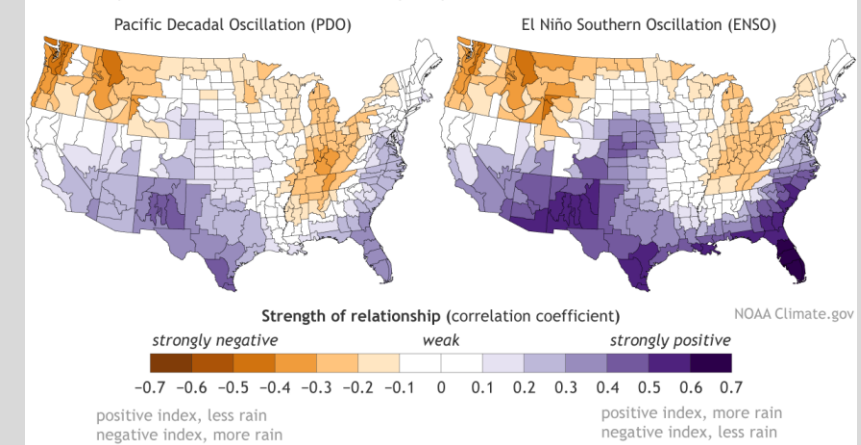 Pacific Decadal Oscillation (PDO)
El Niño Southern Oscillation (ENSO)
Strength of relationship (correlation coefficient)
NOAA Climate.gov
strongly negative
weak
strongly positive
−0.7 −0.6 −0.5 −0.4 −0.3 −0.2 −0.1 0 0.1 0.2 0.3 0.4 0.5 0.6 0.7
positive index, less rain
negative index, more rain
positive index, more rain
negative index, less rain